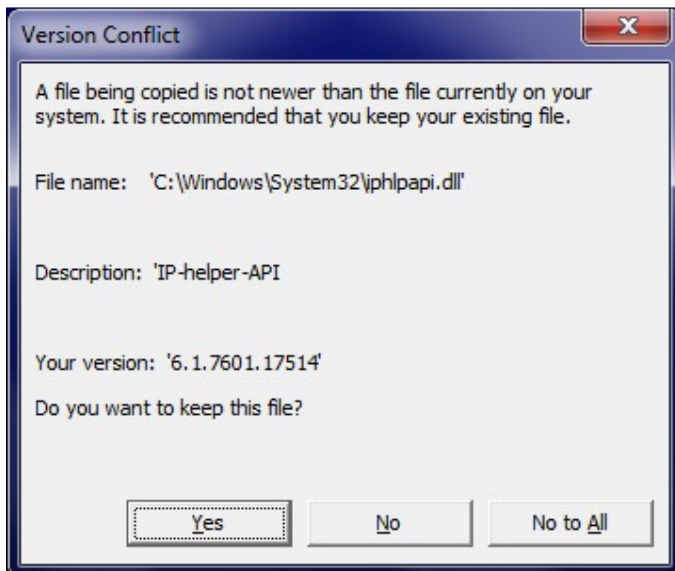 Version Conflict
A file being copied is not newer than the file currently on your
system. It is recommended that you keep your existing file.
File name: 'C:\Windows\System32\iphlpapi.dll'
Description: 'IP-helper-API
Your version: '6.1.7601.17514'
Do you want to keep this file?
Yes No No to All